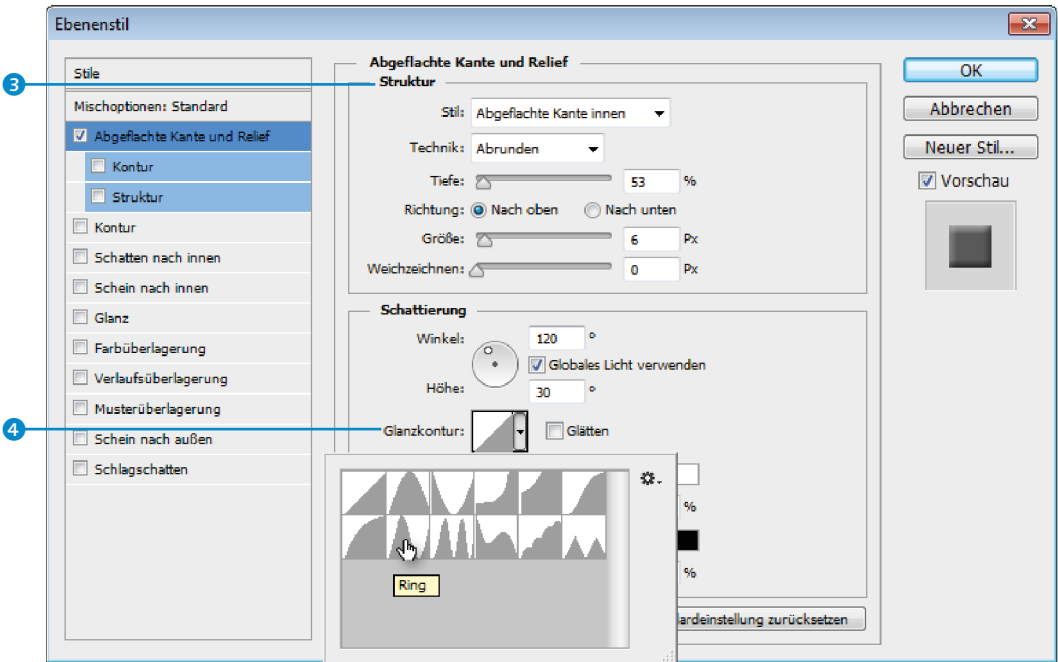 Ebenenstil
Stile
Mischoptionen: Standard
Abgeflachte Kante und Relief
Kontur
Struktur
Kontur
Schatten nach innen
Schein nach innen
Glanz
Farbüberlagerung
Verlaufsüberlagerung
Musterüberlagerung
Schein nach außen
Schlagschatten
3
Abgeflachte Kante und Relief
Struktur
Stil: Abgeflachte Kante innen
Technik: Abrunden
Tiefe: 53 %
Richtung: Nach oben Nach unten
Größe: 6 Px
Weichzeichnen: 0 Px
Schattierung
Winkel: 120 °
Globales Licht verwenden
Höhe: 30 °
4
Glanzkontur: Glätten
%
%
Ring
ardeinstellung zurücksetzen
OK
Abbrechen
Neuer Stil...
Vorschau